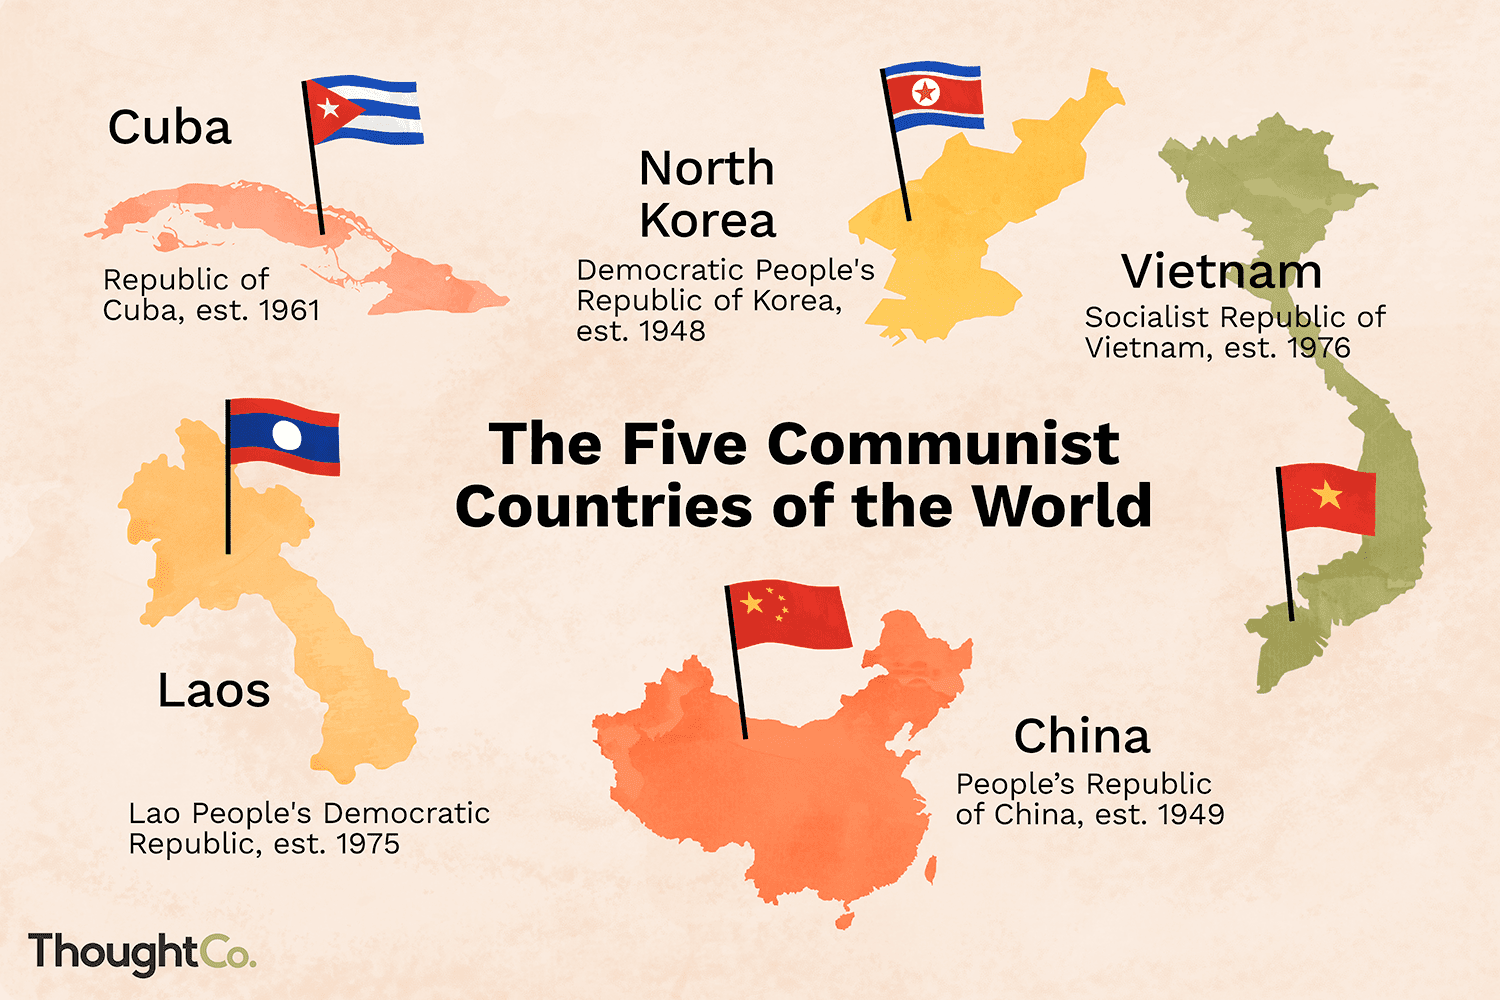 Cuba
Republic of
Cuba, est. 1961
North
Korea
Democratic People's
Republic of Korea,
est. 1948
Vietnam
Socialist Republic of
Vietnam, est. 1976
The Five Communist
Countries of the World
Laos
Lao People's Democratic
Republic, est. 1975
China
People’s Republic
of China, est. 1949
ThoughtCo.